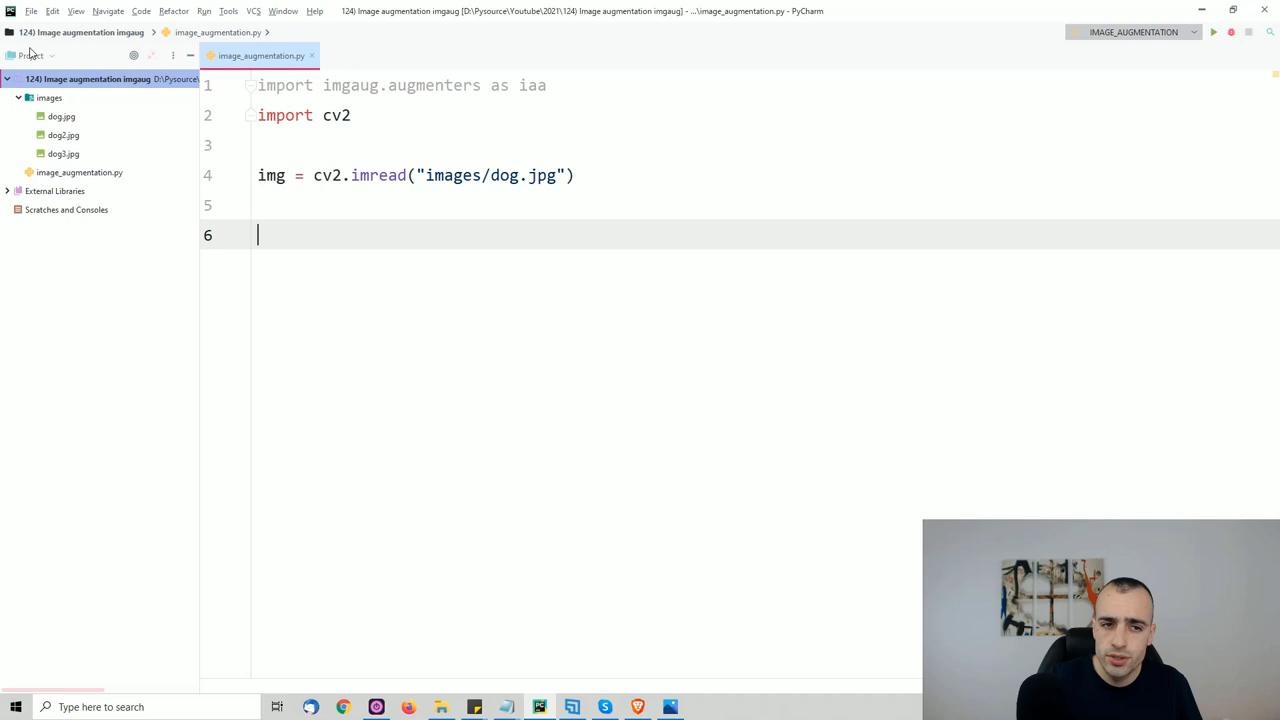 File Edit View Navigate Code Refactor Run Tools VCS Window Help 124) Image augmentation imgaug [D:\Pysource\Youtube\2021\124) Image augmentation imgaug] - ...\image_augmentation.py - PyCharm
124) Image augmentation imgaug image_augmentation.py IMAGE_AUGMENTATION
Project image_augmentation.py
124) Image augmentation imgaug D:\Pysource\
images
dog.jpg
dog2.jpg
dog3.jpg
image_augmentation.py
External Libraries
Scratches and Consoles
1 import imgaug.augmenters as iaa
2 import cv2
3
4 img = cv2.imread("images/dog.jpg")
5
6
Type here to search